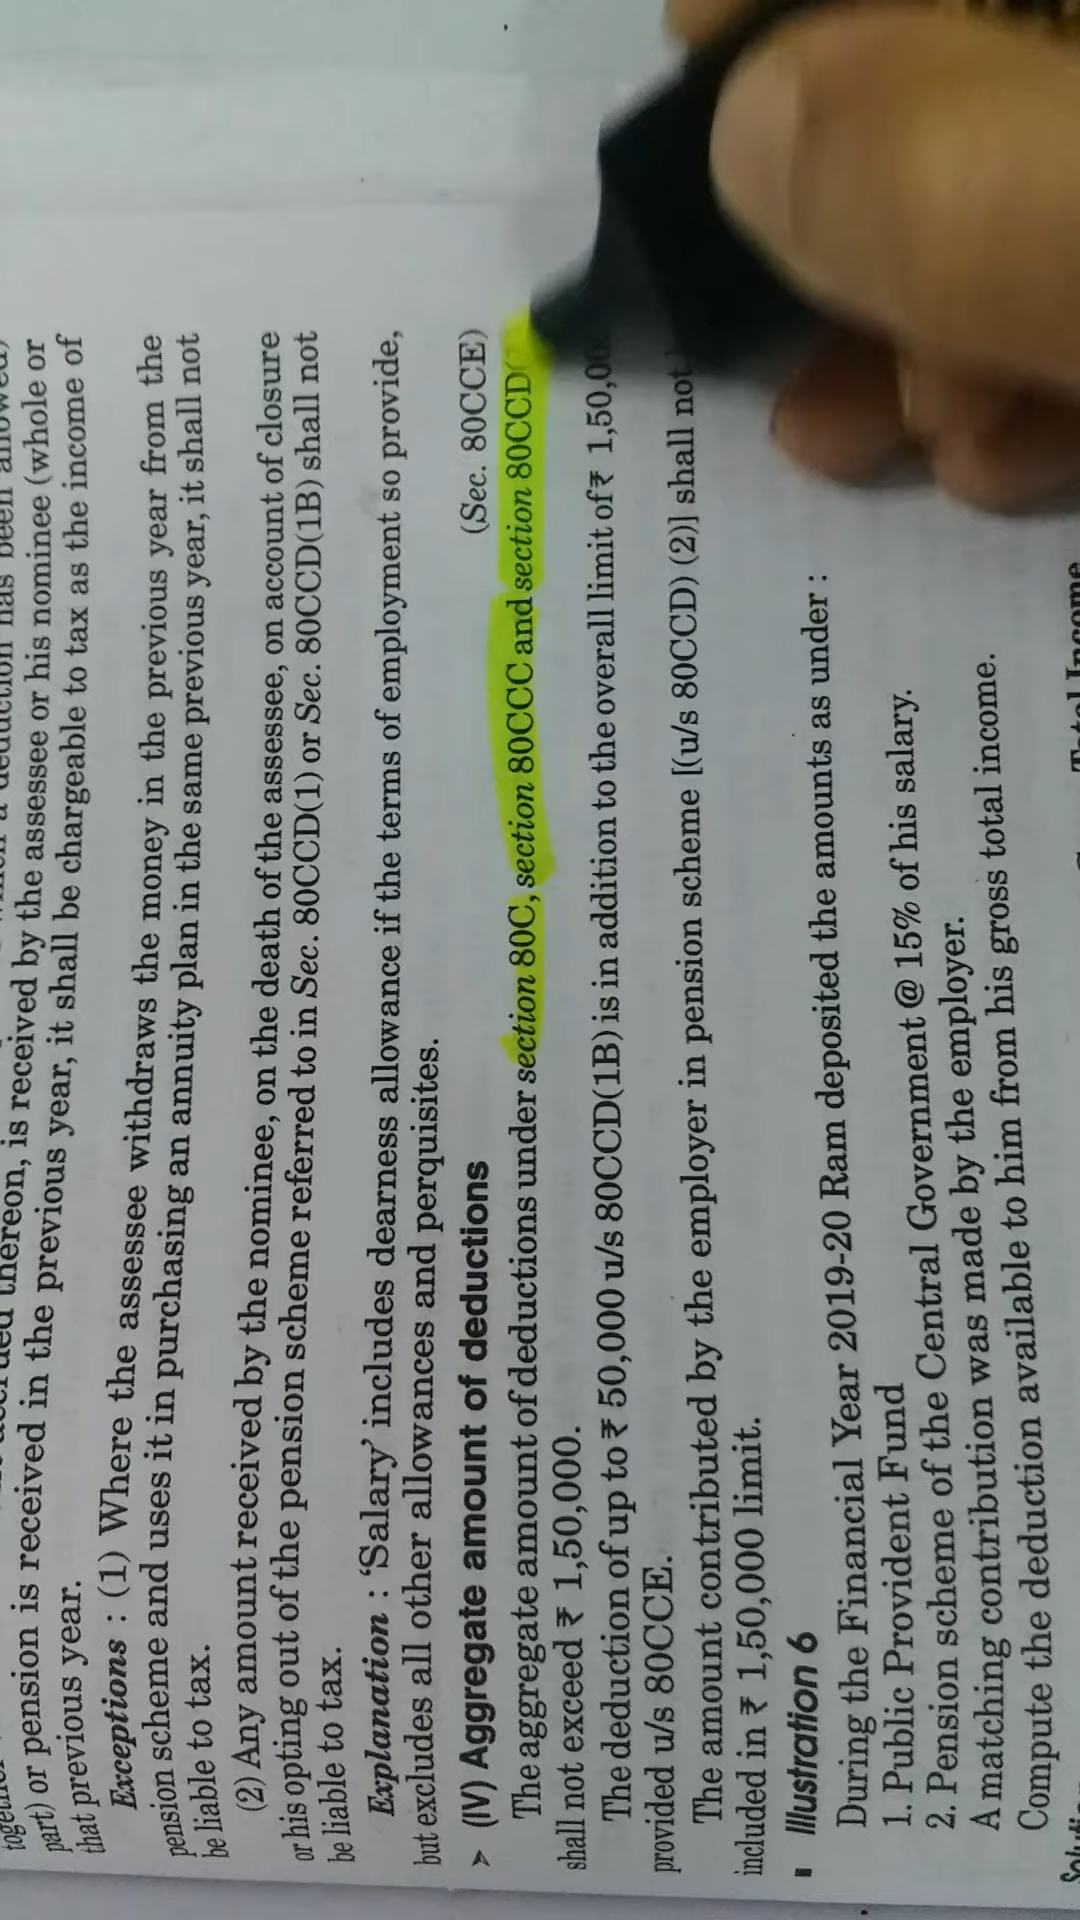 part) or pension is received in the previous year, it shall be chargeable to tax as the income of
that previous year.
Exceptions : (1) Where the assessee withdraws the money in the previous year from the
pension scheme and uses it in purchasing an annuity plan in the same previous year, it shall not
be liable to tax.
(2) Any amount received by the nominee, on the death of the assessee, on account of closure
or his opting out of the pension scheme referred to in Sec. 80CCD(1) or Sec. 80CCD(1B) shall not
be liable to tax.
Explanation : 'Salary' includes dearness allowance if the terms of employment so provide,
but excludes all other allowances and perquisites.
➢ (IV) Aggregate amount of deductions (Sec. 80CCE)
The aggregate amount of deductions under section 80C, section 80CCC and section 80CCD(
shall not exceed ₹ 1,50,000.
The deduction of up to ₹ 50,000 u/s 80CCD(1B) is in addition to the overall limit of ₹ 1,50,00
provided u/s 80CCE.
The amount contributed by the employer in pension scheme [(u/s 80CCD) (2)] shall not
included in ₹ 1,50,000 limit.
▪ Illustration 6
During the Financial Year 2019-20 Ram deposited the amounts as under :
1. Public Provident Fund
2. Pension scheme of the Central Government @ 15% of his salary.
A matching contribution was made by the employer.
Compute the deduction available to him from his gross total income.